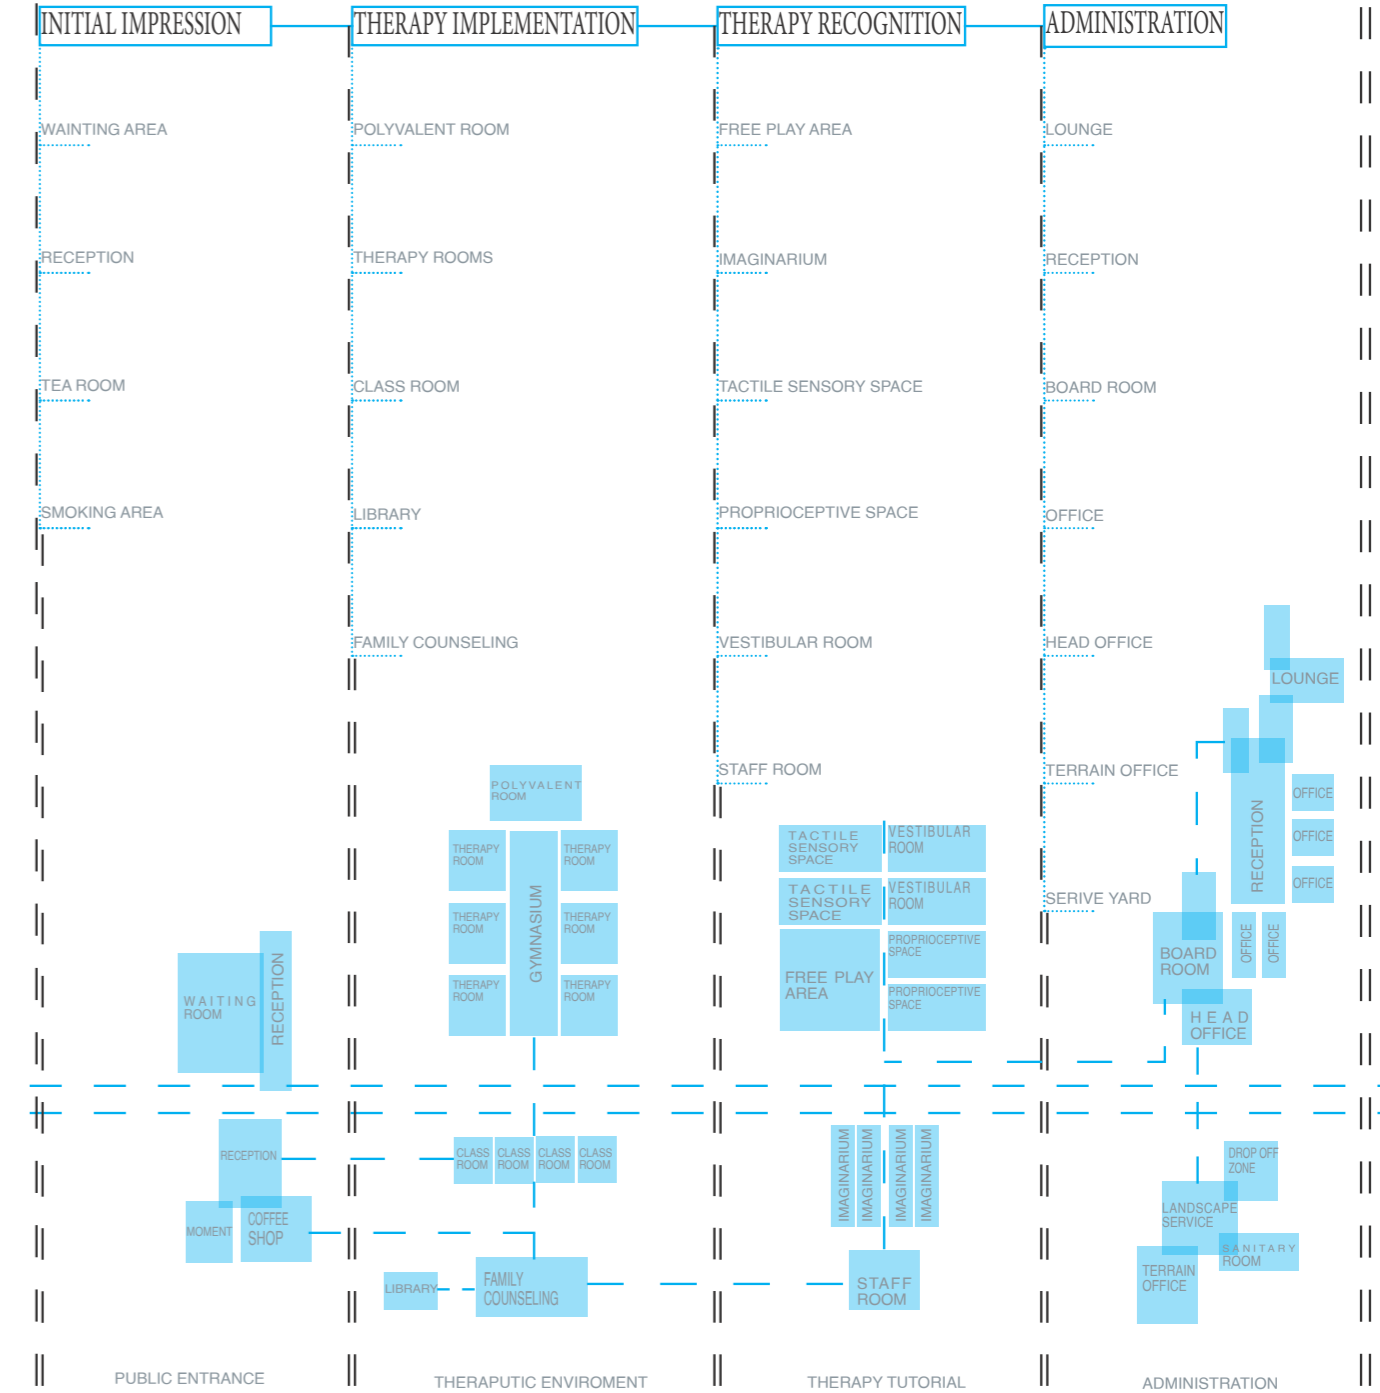 INITIAL IMPRESSION
THERAPY IMPLEMENTATION
THERAPY RECOGNITION
ADMINISTRATION
WAINTING AREA
POLYVALENT ROOM
FREE PLAY AREA
LOUNGE
RECEPTION
THERAPY ROOMS
IMAGINARIUM
RECEPTION
TEA ROOM
CLASS ROOM
TACTILE SENSORY SPACE
BOARD ROOM
SMOKING AREA
LIBRARY
PROPRIOCEPTIVE SPACE
OFFICE
FAMILY COUNSELING
VESTIBULAR ROOM
HEAD OFFICE
STAFF ROOM
TERRAIN OFFICE
SERIVE YARD
WAITING
ROOM
RECEPTION
RECEPTION
MOMENT
COFFEE
SHOP
POLYVALENT
ROOM
THERAPY
ROOM
THERAPY
ROOM
THERAPY
ROOM
GYMNASIUM
THERAPY
ROOM
THERAPY
ROOM
THERAPY
ROOM
CLASS
ROOM
CLASS
ROOM
CLASS
ROOM
CLASS
ROOM
LIBRARY
FAMILY
COUNSELING
TACTILE
SENSORY
SPACE
VESTIBULAR
ROOM
TACTILE
SENSORY
SPACE
VESTIBULAR
ROOM
FREE PLAY
AREA
PROPRIOCEPTIVE
SPACE
PROPRIOCEPTIVE
SPACE
IMAGINARIUM
IMAGINARIUM
IMAGINARIUM
IMAGINARIUM
STAFF
ROOM
LOUNGE
RECEPTION
OFFICE
OFFICE
OFFICE
OFFICE
OFFICE
BOARD
ROOM
HEAD
OFFICE
DROP OFF
ZONE
LANDSCAPE
SERVICE
SANITARY
ROOM
TERRAIN
OFFICE
PUBLIC ENTRANCE
THERAPUTIC ENVIROMENT
THERAPY TUTORIAL
ADMINISTRATION